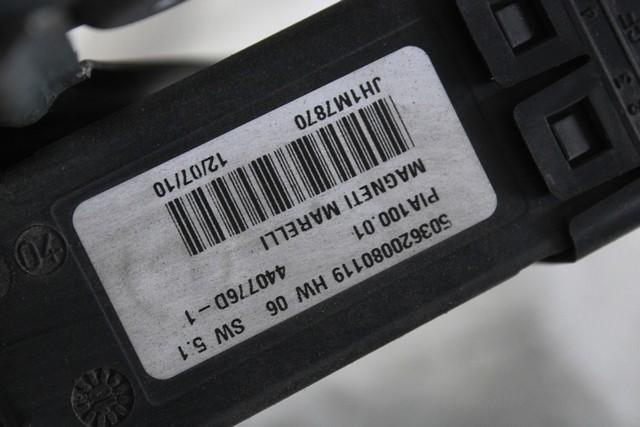 503620080119 HW 06 SW 5.1
PIA100.01 440776D-1
MAGNETI MARELLI
12/07/10
JH1M7870
40